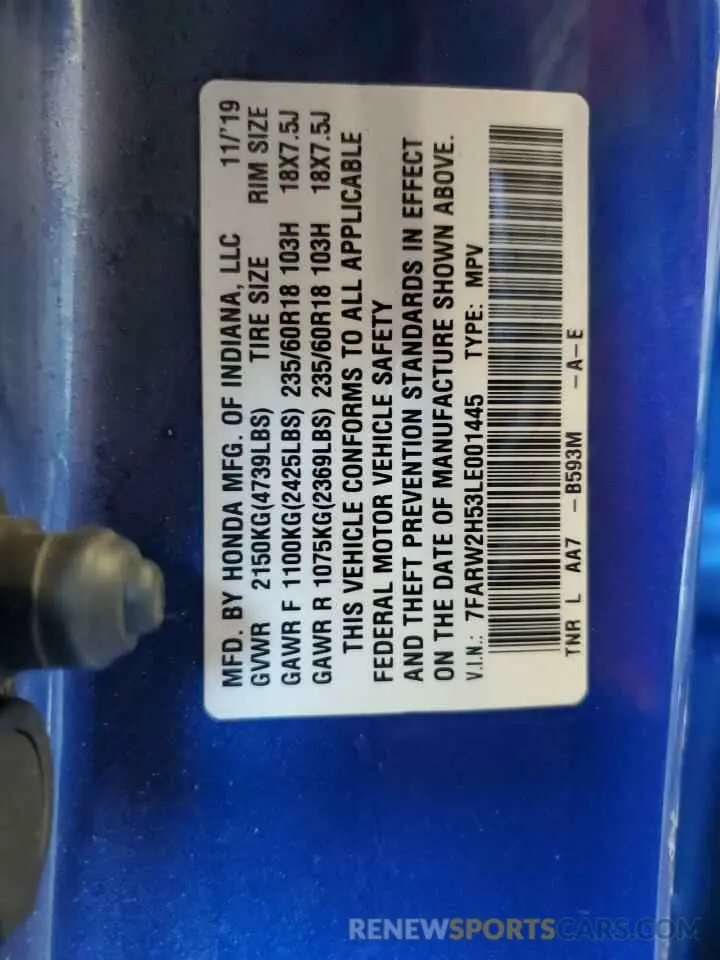 MFD. BY HONDA MFG. OF INDIANA, LLC 11/'19
GVWR 2150KG(4739LBS) TIRE SIZE RIM SIZE
GAWR F 1100KG(2425LBS) 235/60R18 103H 18X7.5J
GAWR R 1075KG(2369LBS) 235/60R18 103H 18X7.5J
THIS VEHICLE CONFORMS TO ALL APPLICABLE
FEDERAL MOTOR VEHICLE SAFETY
AND THEFT PREVENTION STANDARDS IN EFFECT
ON THE DATE OF MANUFACTURE SHOWN ABOVE.
V.I.N.: 7FARW2H53LE001445 TYPE: MPV
TNR L AA7 -B593M -A-E
RENEWSPORTSCARS.COM